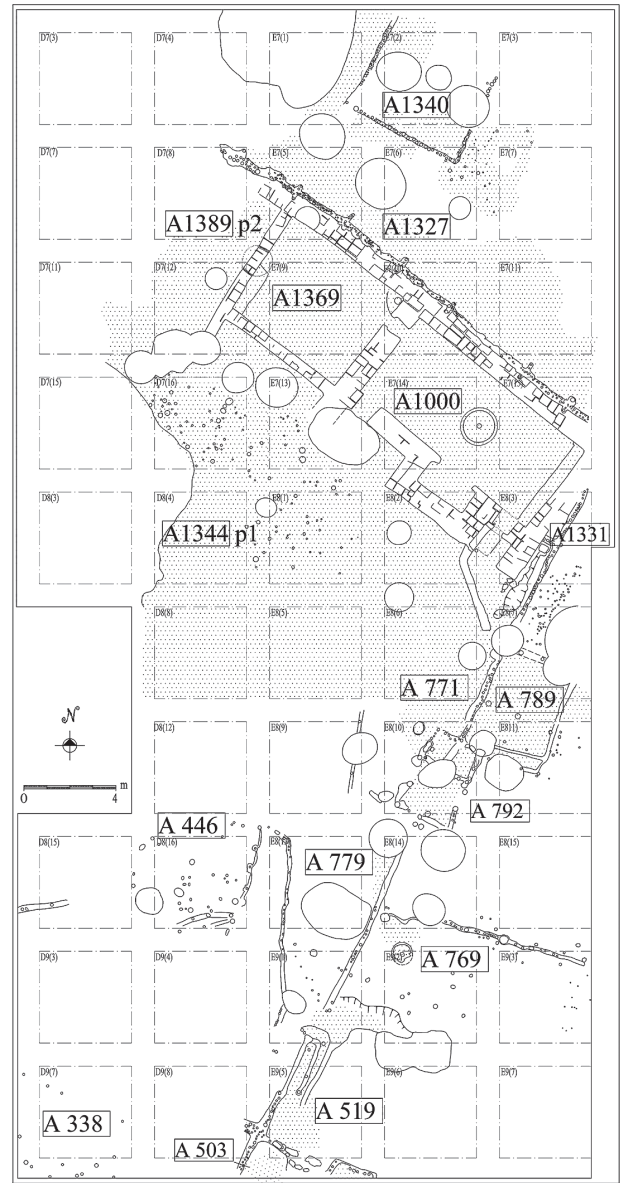 D7(3) D7(4) E7(1) E7(2) E7(3)
A1340
D7(7) D7(8) E7(5) E7(6) E7(7)
A1389 p2 A1327
D7(11) D7(12) E7(9) E7(11)
A1369
D7(15) D7(16) E7(13) E7(14)
A1000
D8(3) D8(4) E8(1) E8(2) E8(3)
A1344 p1 A1331
D8(8) E8(5) E8(6) E8(7)
A 771 A 789
N D8(12) E8(9) E8(10) E8(11)
0 4 m
A 446 A 792
D8(15) D8(16) E8(14) E8(15)
A 779
D9(3) D9(4) E9(3)
A 769
D9(7) D9(8) E9(5) E9(6) E9(7)
A 338 A 519
A 503